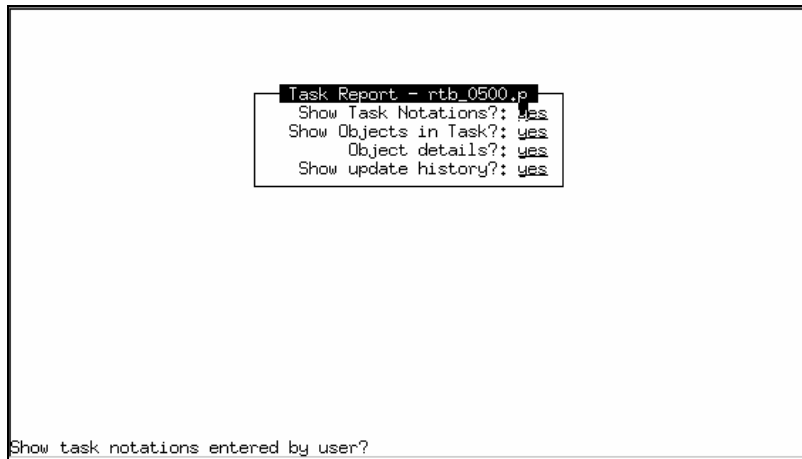 Task Report - rtb_0500.p
Show Task Notations?: yes
Show Objects in Task?: yes
Object details?: yes
Show update history?: yes
Show task notations entered by user?